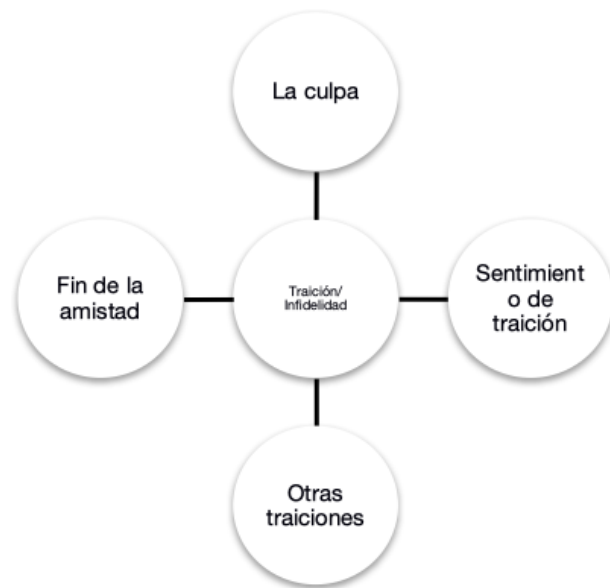 La culpa
Fin de la
amistad
Traición/
Infidelidad
Sentimient
o de
traición
Otras
traiciones